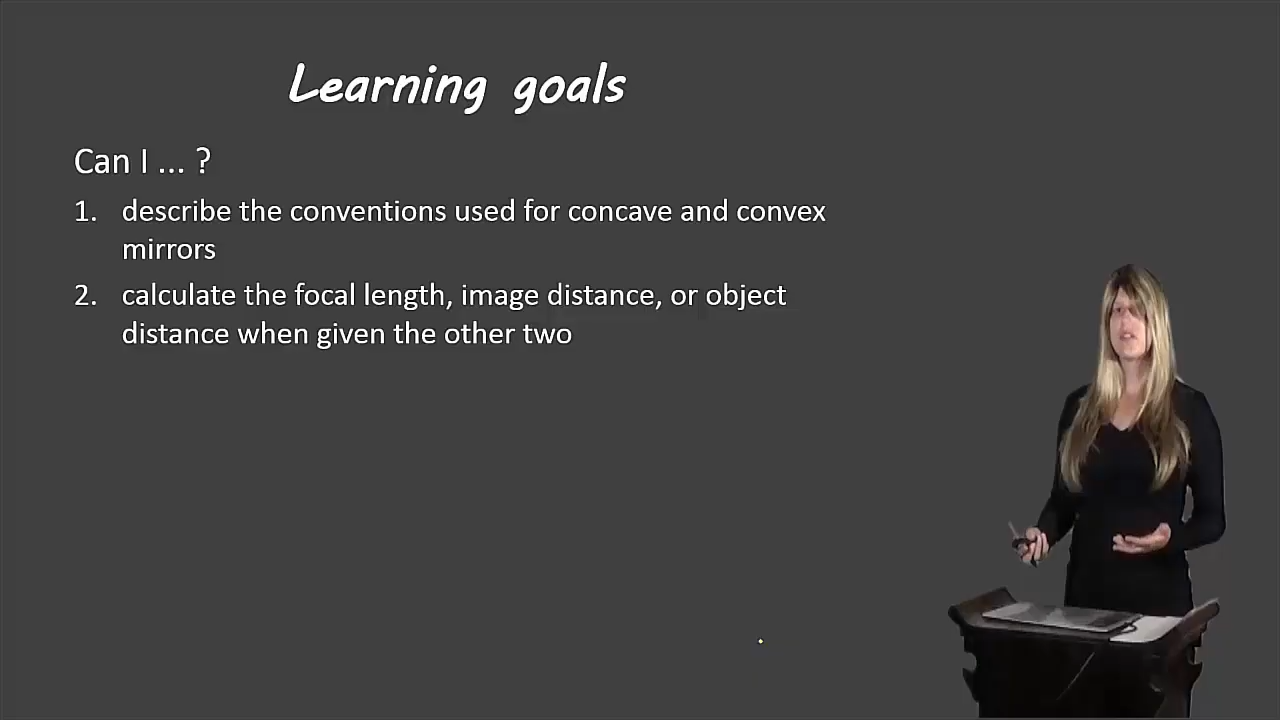 Learning goals
Can I ... ?
1. describe the conventions used for concave and convex
mirrors
2. calculate the focal length, image distance, or object
distance when given the other two